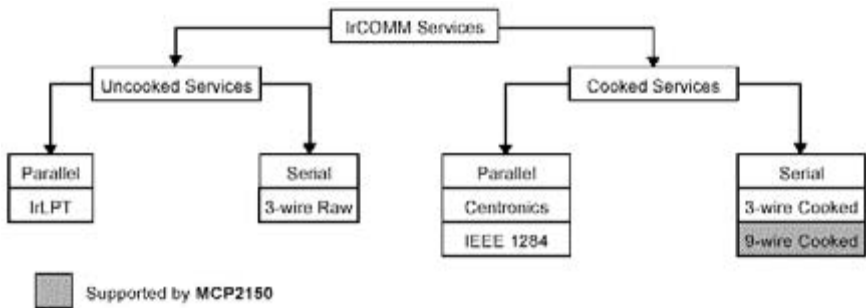 IrCOMM Services
Uncooked Services
Cooked Services
Parallel
IrLPT
Serial
3-wire Raw
Parallel
Centronics
IEEE 1284
Serial
3-wire Cooked
9-wire Cooked
Supported by MCP2150